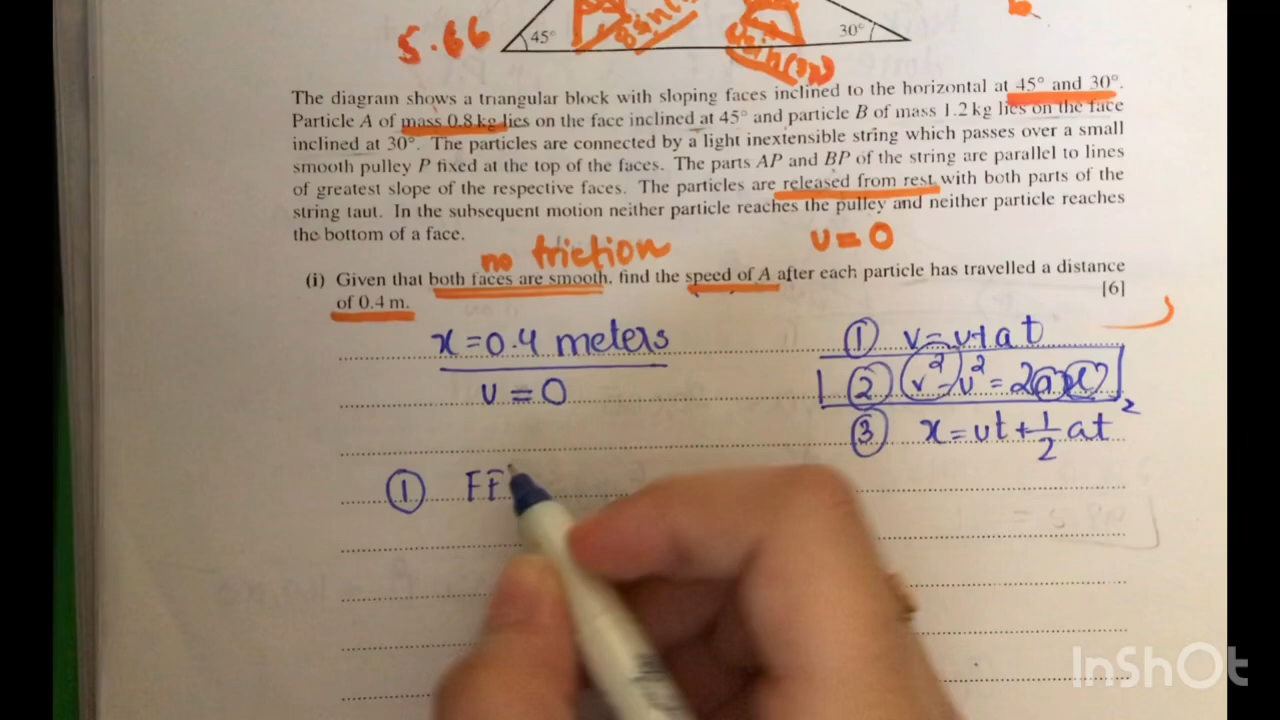 5.66
45°
8sin(
30°
The diagram shows a triangular block with sloping faces inclined to the horizontal at 45° and 30°.
Particle A of mass 0.8 kg lies on the face inclined at 45° and particle B of mass 1.2 kg lies on the face
inclined at 30°. The particles are connected by a light inextensible string which passes over a small
smooth pulley P fixed at the top of the faces. The parts AP and BP of the string are parallel to lines
of greatest slope of the respective faces. The particles are released from rest with both parts of the
string taut. In the subsequent motion neither particle reaches the pulley and neither particle reaches
the bottom of a face.
no friction
u = 0
(i) Given that both faces are smooth, find the speed of A after each particle has travelled a distance
of 0.4 m.
[6]
x = 0.4 meters
u = 0
① v = u + at
② v² - u² = 2ax
③ x = ut + 1/2 at²
① FF
InShOt